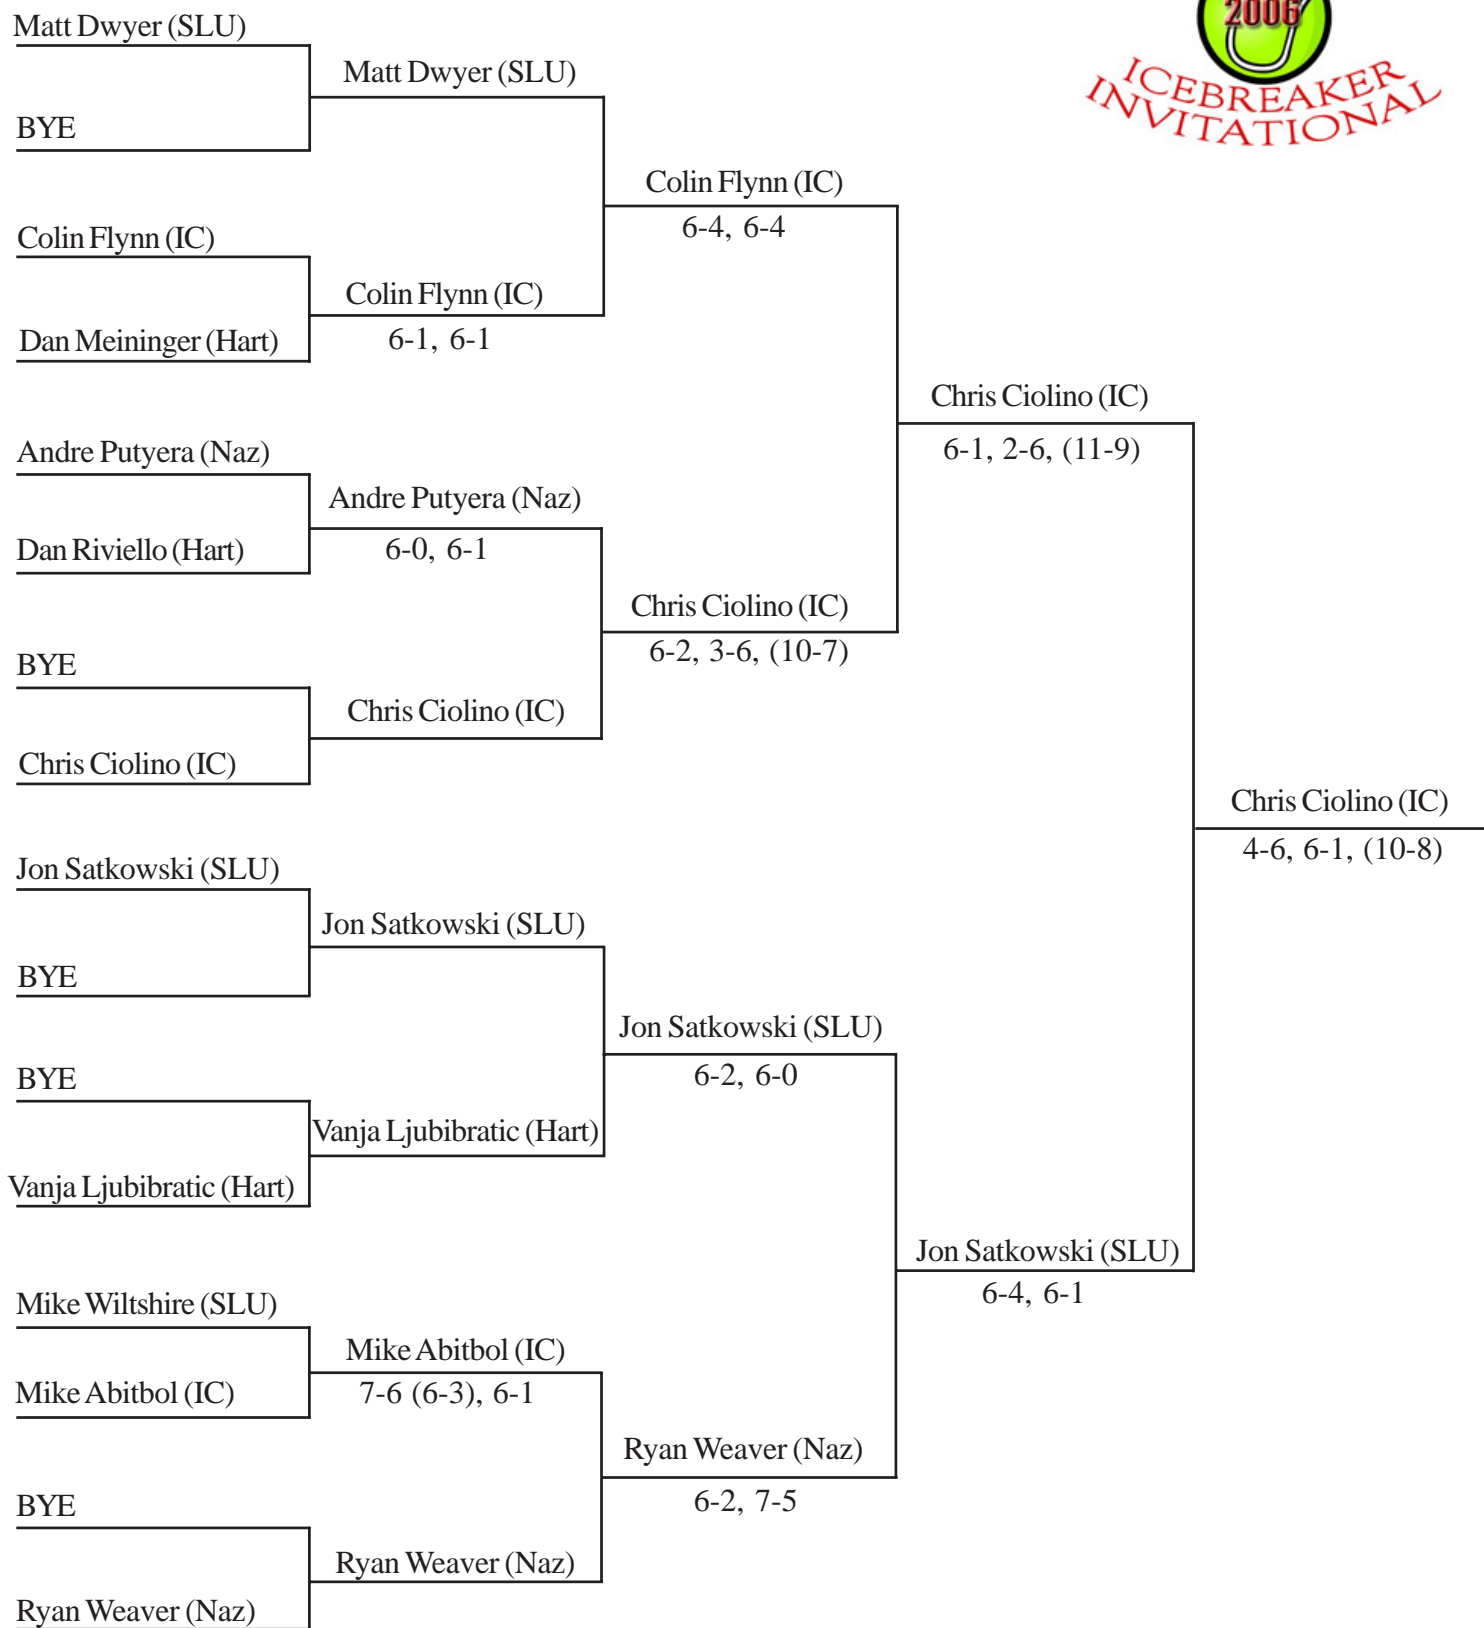 2006
ICEBREAKER
INVITATIONAL
Matt Dwyer (SLU)
BYE
Colin Flynn (IC)
Dan Meininger (Hart)
Andre Putyera (Naz)
Dan Riviello (Hart)
BYE
Chris Ciolino (IC)
Jon Satkowski (SLU)
BYE
BYE
Vanja Ljubibratic (Hart)
Mike Wiltshire (SLU)
Mike Abitbol (IC)
BYE
Ryan Weaver (Naz)
Matt Dwyer (SLU)
Colin Flynn (IC)
6-1, 6-1
Andre Putyera (Naz)
6-0, 6-1
Chris Ciolino (IC)
Jon Satkowski (SLU)
Vanja Ljubibratic (Hart)
Mike Abitbol (IC)
7-6 (6-3), 6-1
Ryan Weaver (Naz)
Colin Flynn (IC)
6-4, 6-4
Chris Ciolino (IC)
6-2, 3-6, (10-7)
Jon Satkowski (SLU)
6-2, 6-0
Ryan Weaver (Naz)
6-2, 7-5
Chris Ciolino (IC)
6-1, 2-6, (11-9)
Jon Satkowski (SLU)
6-4, 6-1
Chris Ciolino (IC)
4-6, 6-1, (10-8)